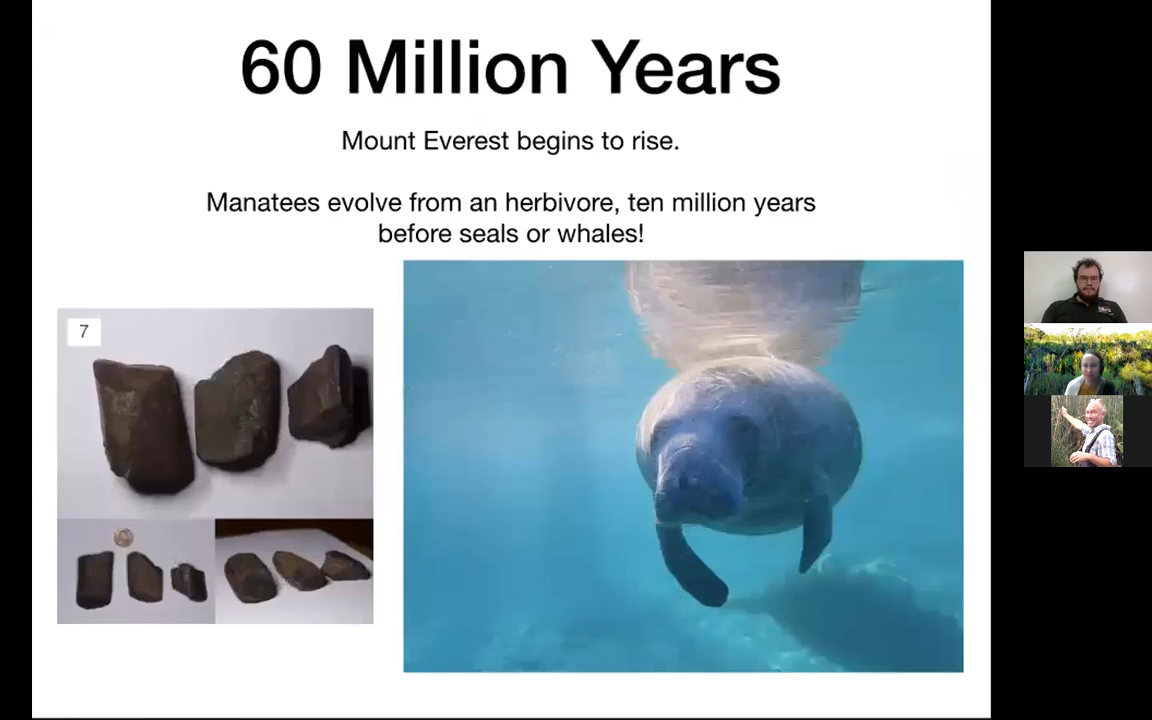 60 Million Years
Mount Everest begins to rise.
Manatees evolve from an herbivore, ten million years
before seals or whales!
7